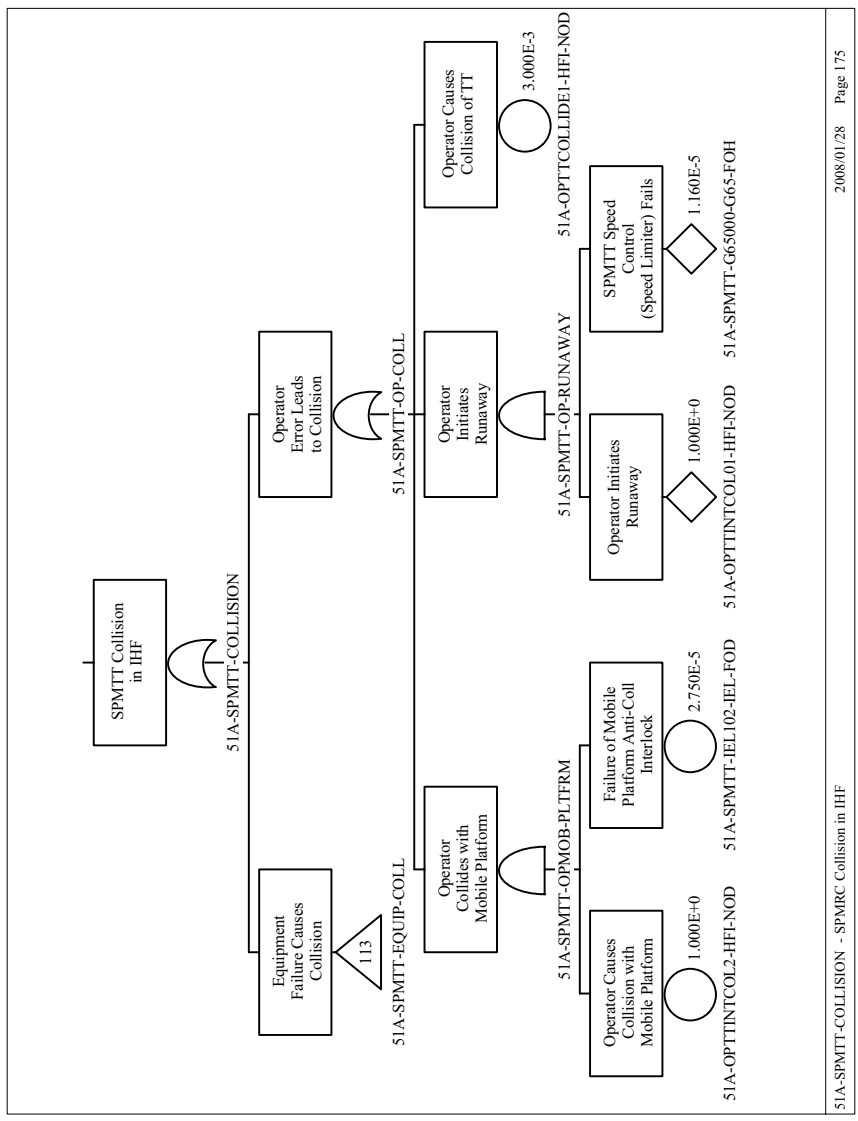 SPMTT Collision
in IHF
51A-SPMTT-COLLISION
Equipment
Failure Causes
Collision
113
51A-SPMTT-EQUIP-COLL
Operator
Error Leads
to Collision
51A-SPMTT-OP-COLL
Operator
Collides with
Mobile Platform
51A-SPMTT-OPMOB-PLTFRM
Operator
Initiates
Runaway
51A-SPMTT-OP-RUNAWAY
Operator Causes
Collision of TT
3.000E-3
51A-OPTTCOLLIDE1-HFI-NOD
Operator Causes
Collision with
Mobile Platform
1.000E+0
51A-OPTTINTCOL2-HFI-NOD
Failure of Mobile
Platform Anti-Coll
Interlock
2.750E-5
51A-SPMTT-IEL102-IEL-FOD
Operator Initiates
Runaway
1.000E+0
51A-OPTTINTCOL01-HFI-NOD
SPMTT Speed
Control
(Speed Limiter) Fails
1.160E-5
51A-SPMTT-G65000-G65-FOH
51A-SPMTT-COLLISION - SPMRC Collision in IHF
2008/01/28 Page 175